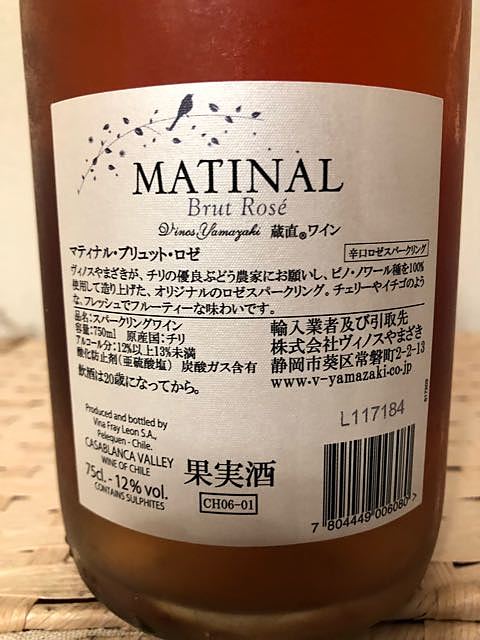 MATINAL
Brut Rosé
Vinos Yamazaki 蔵直®ワイン
マティナル・ブリュット・ロゼ 辛口ロゼスパークリング
ヴィノスやまざきが、チリの優良ぶどう農家にお願いし、ピノ・ノワール種を100%
使用して造り上げた、オリジナルのロゼスパークリング。チェリーやイチゴのよう
な、フレッシュでフルーティーな味わいです。
品名:スパークリングワイン
容量:750ml 原産国:チリ
アルコール分:12%以上13%未満
酸化防止剤(亜硫酸塩) 炭酸ガス含有
飲酒は20歳になってから。
輸入業者及び引取先
株式会社ヴィノスやまざき
静岡市葵区常磐町2-2-13
www.v-yamazaki-co.jp
L117184
Produced and bottled by
Vina Fray Leon S.A.,
Pelequen - Chile.
CASABLANCA VALLEY
WINE OF CHILE
75cl. - 12% vol.
CONTAINS SULPHITES
果実酒
CH06-01
7 804449 006080 >